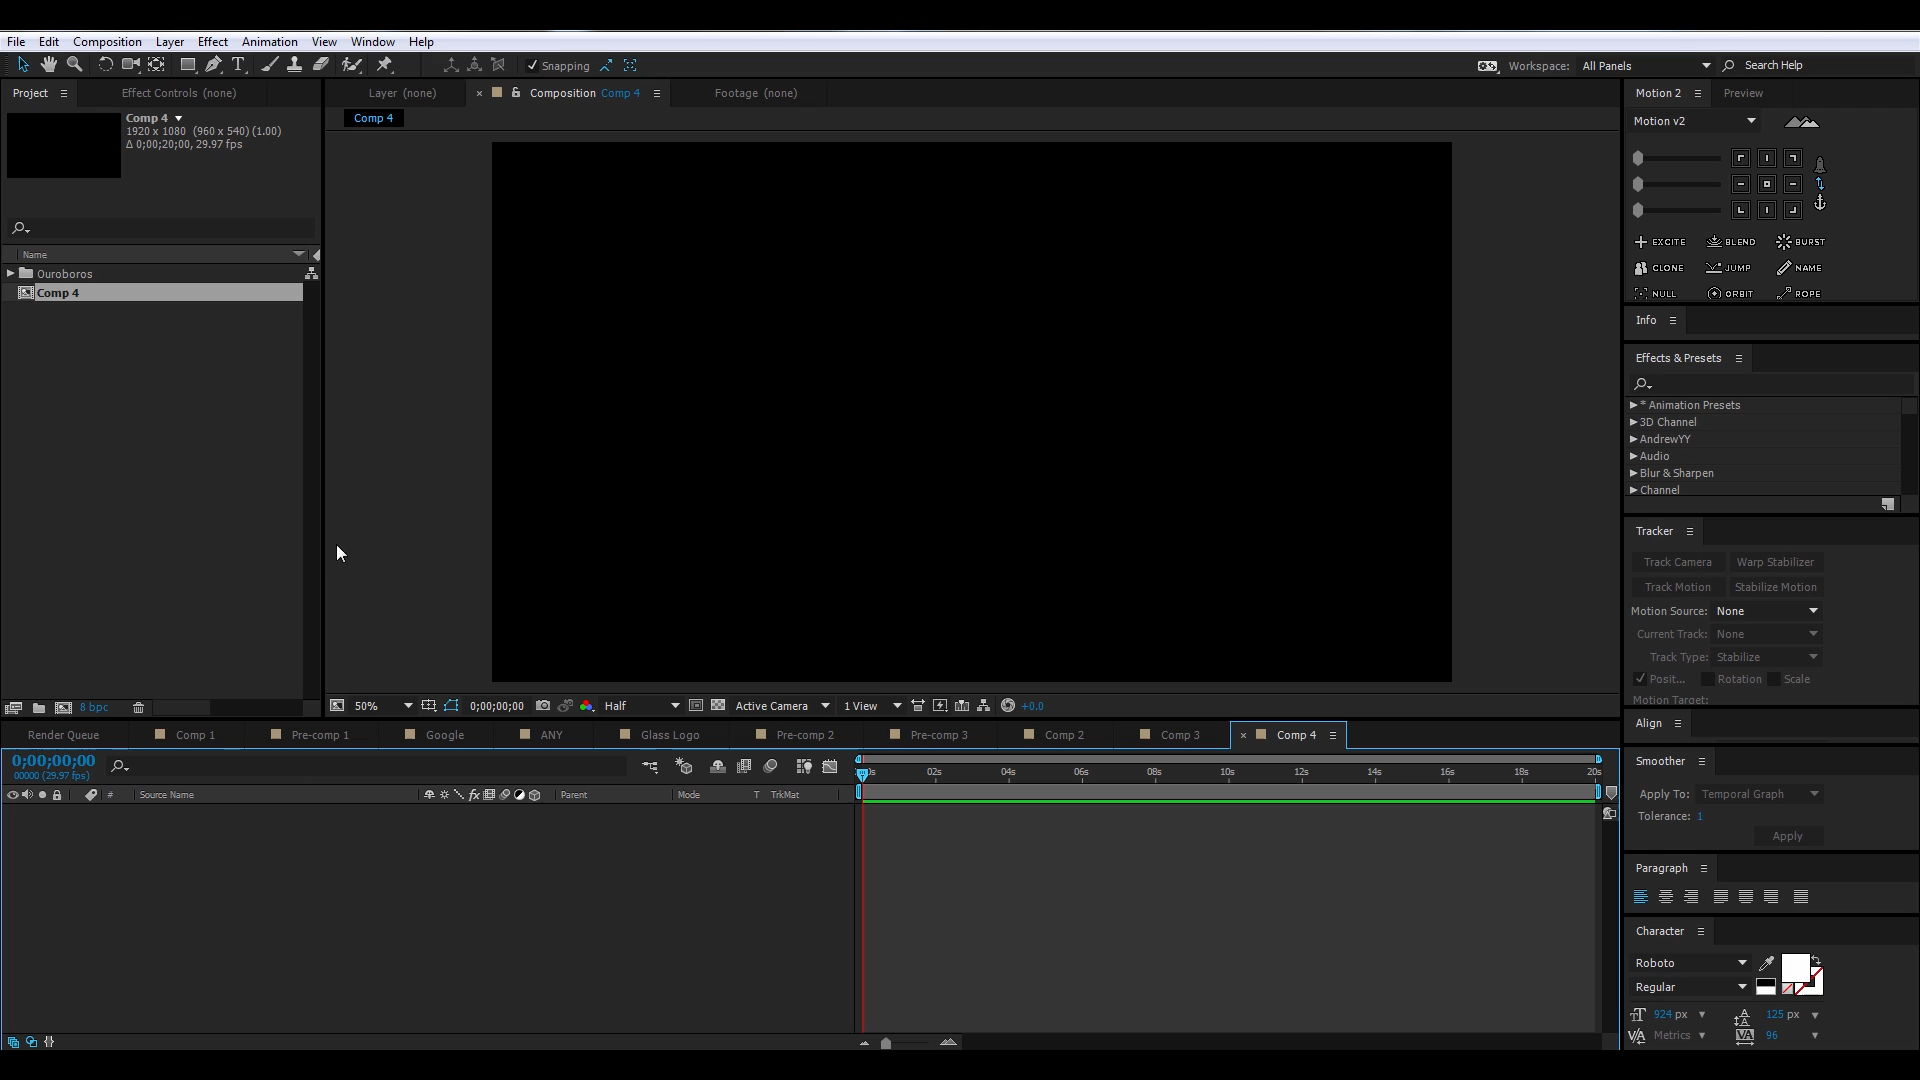 File Edit Composition Layer Effect Animation View Window Help
Snapping
Workspace: All Panels
Search Help
Project
Effect Controls (none)
Layer (none)
Composition Comp 4
Footage (none)
Comp 4
Comp 4
1920 x 1080 (960 x 540) (1.00)
Δ 0;00;20;00, 29.97 fps
Name
Ouroboros
Comp 4
8 bpc
50%
0;00;00;00
Half
Active Camera
1 View
+0.0
Motion 2
Preview
Motion v2
EXCITE BLEND BURST
CLONE JUMP NAME
NULL ORBIT ROPE
Info
Effects & Presets
* Animation Presets
3D Channel
AndrewYY
Audio
Blur & Sharpen
Channel
Tracker
Track Camera Warp Stabilizer
Track Motion Stabilize Motion
Motion Source: None
Current Track: None
Track Type: Stabilize
Posit... Rotation Scale
Motion Target:
Align
Smoother
Apply To: Temporal Graph
Tolerance: 1
Apply
Paragraph
Character
Roboto
Regular
924 px 125 px
Metrics 96
Render Queue Comp 1 Pre-comp 1 Google ANY Glass Logo Pre-comp 2 Pre-comp 3 Comp 2 Comp 3 Comp 4
0;00;00;00
00000 (29.97 fps)
02s 04s 06s 08s 10s 12s 14s 16s 18s 20s
# Source Name fx Parent Mode T TrkMat